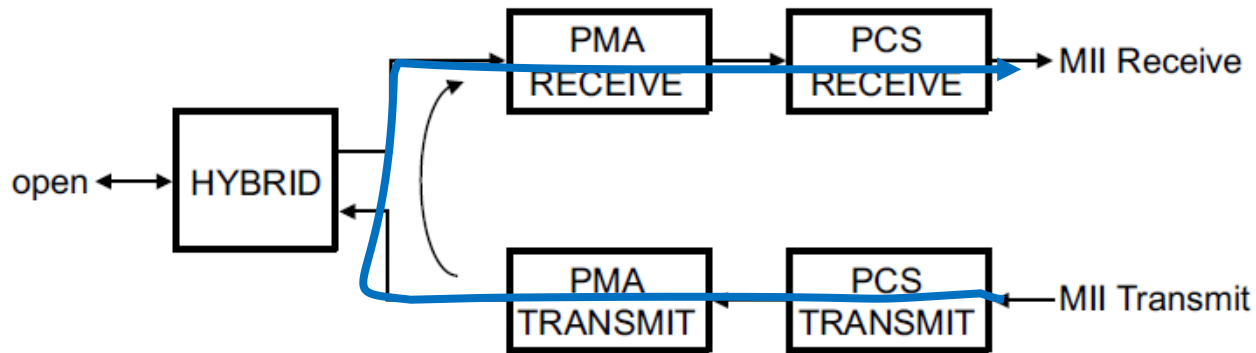 PMA
RECEIVE
PCS
RECEIVE
MII Receive
open
HYBRID
PMA
TRANSMIT
PCS
TRANSMIT
MII Transmit